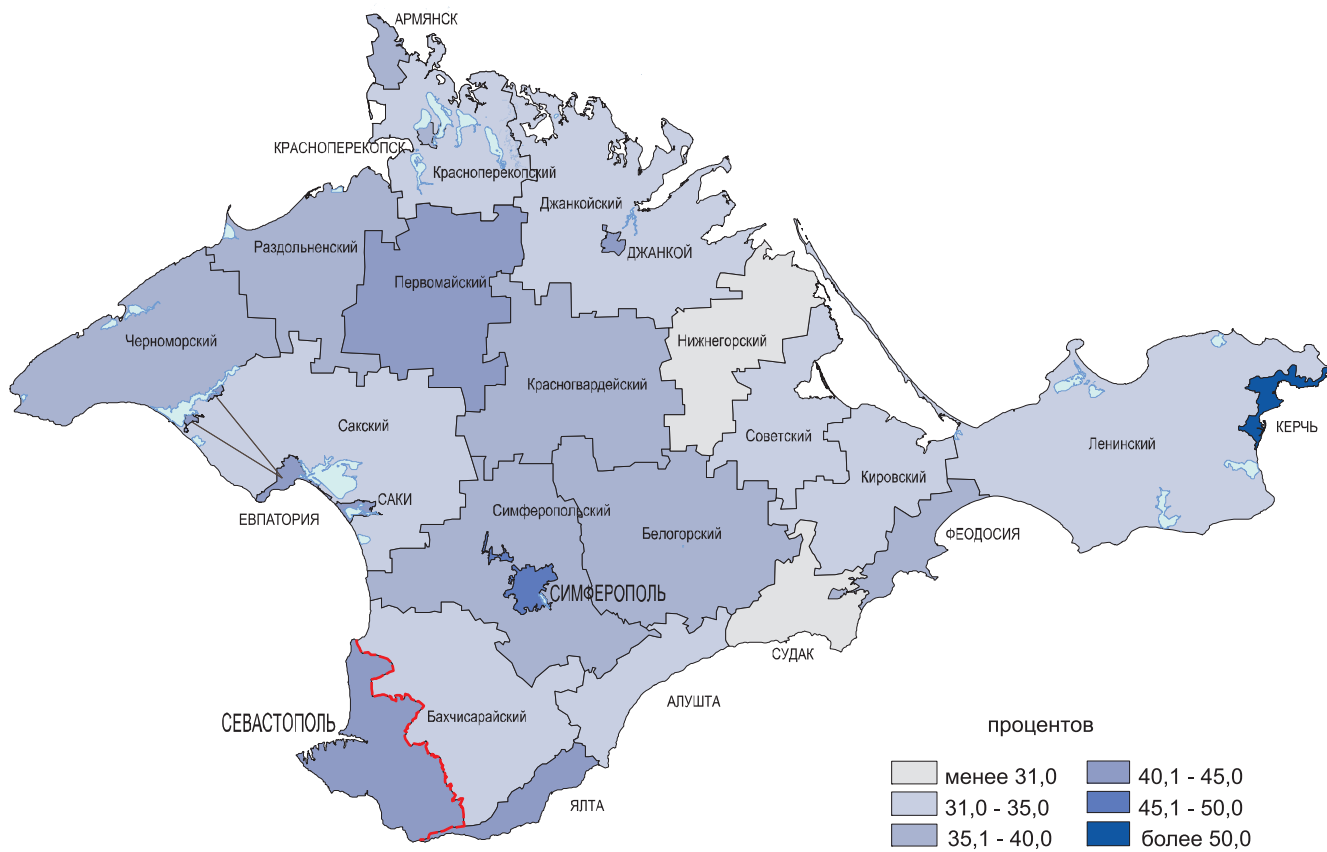 АРМЯНСК
КРАСНОПЕРЕКОПСК
Красноперекопский
Джанкойский
Раздольненский
ДЖАНКОЙ
Первомайский
Черноморский
Нижнегорский
Красногвардейский
Сакский
Советский
Ленинский
КЕРЧЬ
Кировский
САКИ
ЕВПАТОРИЯ
Симферопольский
Белогорский
ФЕОДОСИЯ
СИМФЕРОПОЛЬ
СУДАК
АЛУШТА
СЕВАСТОПОЛЬ
Бахчисарайский
ЯЛТА
процентов
менее 31,0
31,0 - 35,0
35,1 - 40,0
40,1 - 45,0
45,1 - 50,0
более 50,0